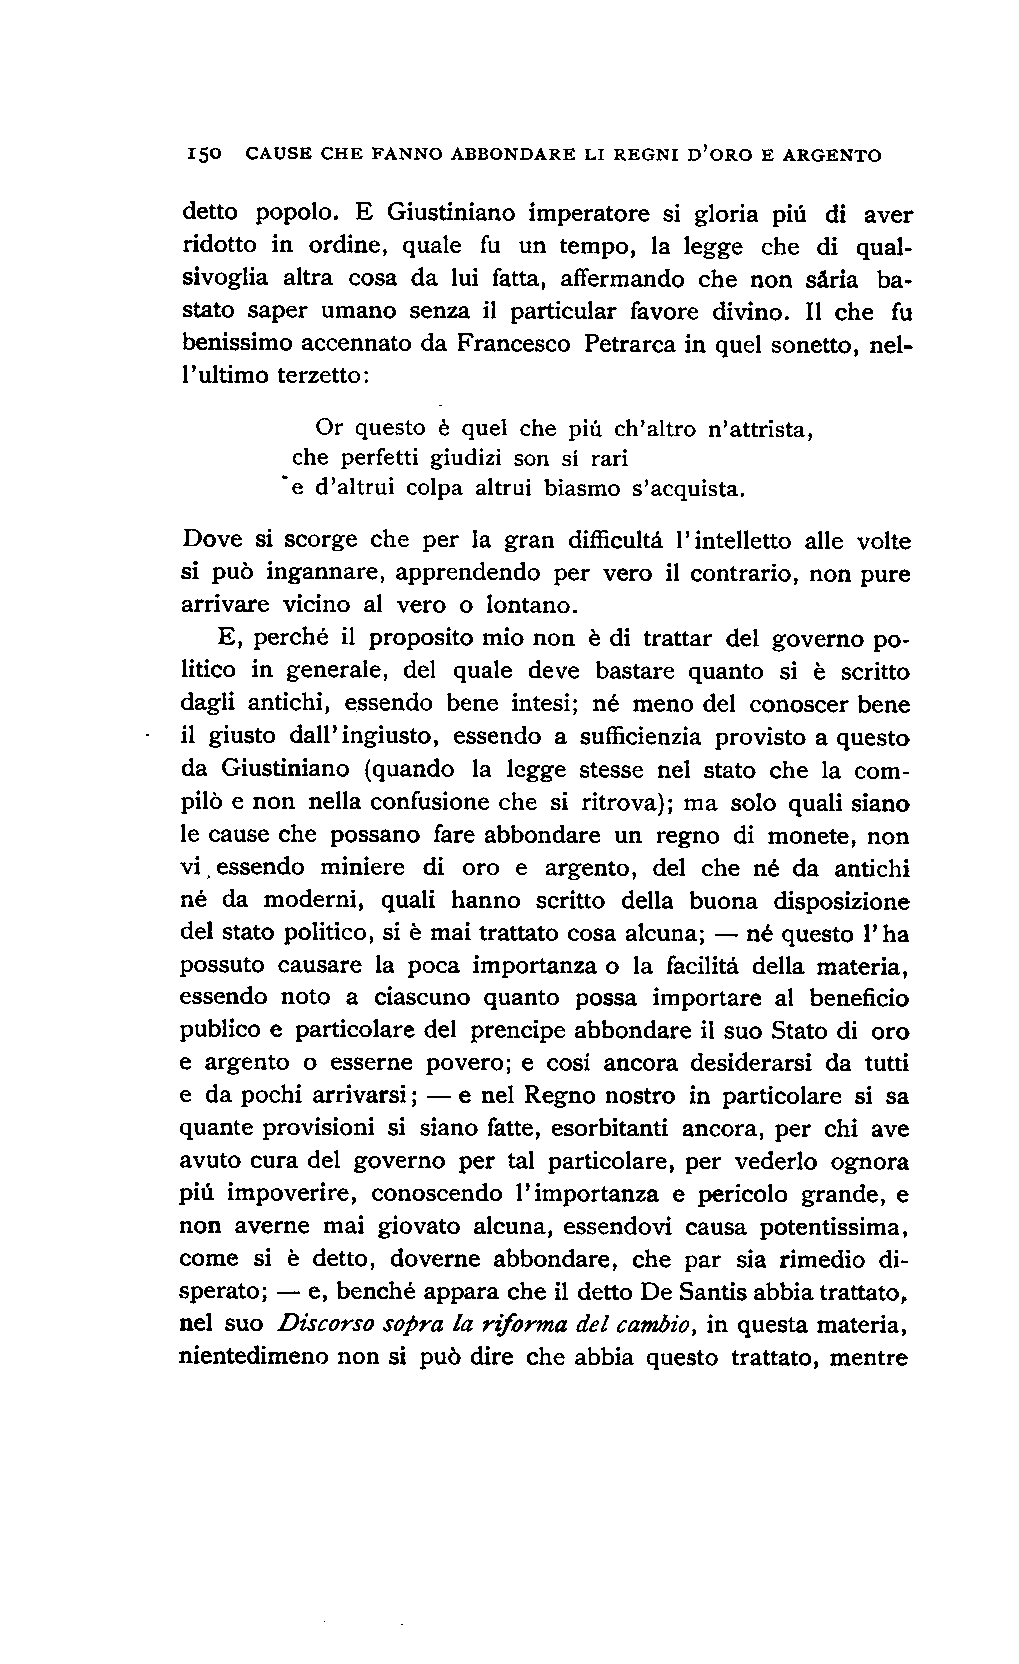 150 CAUSE CHE FANNO ABBONDARE LI REGNI D'ORO E ARGENTO
detto popolo. E Giustiniano imperatore si gloria piú di aver
ridotto in ordine, quale fu un tempo, la legge che di qual-
sivoglia altra cosa da lui fatta, affermando che non saria ba-
stato saper umano senza il particular favore divino. Il che fu
benissimo accennato da Francesco Petrarca in quel sonetto, nel-
l'ultimo terzetto:
Or questo è quel che piú ch'altro n'attrista,
che perfetti giudizi son sí rari
e d'altrui colpa altrui biasmo s'acquista.
Dove si scorge che per la gran difficultá l'intelletto alle volte
si può ingannare, apprendendo per vero il contrario, non pure
arrivare vicino al vero o lontano.
E, perché il proposito mio non è di trattar del governo po-
litico in generale, del quale deve bastare quanto si è scritto
dagli antichi, essendo bene intesi; né meno del conoscer bene
il giusto dall'ingiusto, essendo a sufficienzia provisto a questo
da Giustiniano (quando la legge stesse nel stato che la com-
pilò e non nella confusione che si ritrova); ma solo quali siano
le cause che possano fare abbondare un regno di monete, non
vi essendo miniere di oro e argento, del che né da antichi
né da moderni, quali hanno scritto della buona disposizione
del stato politico, si è mai trattato cosa alcuna; — né questo l'ha
possuto causare la poca importanza o la facilitá della materia,
essendo noto a ciascuno quanto possa importare al beneficio
publico e particolare del prencipe abbondare il suo Stato di oro
e argento o esserne povero; e cosí ancora desiderarsi da tutti
e da pochi arrivarsi; — e nel Regno nostro in particolare si sa
quante provisioni si siano fatte, esorbitanti ancora, per chi ave
avuto cura del governo per tal particolare, per vederlo ognora
piú impoverire, conoscendo l'importanza e pericolo grande, e
non averne mai giovato alcuna, essendovi causa potentissima,
come si è detto, doverne abbondare, che par sia rimedio di-
sperato; — e, benché appara che il detto De Santis abbia trattato,
nel suo Discorso sopra la riforma del cambio, in questa materia,
nientedimeno non si può dire che abbia questo trattato, mentre